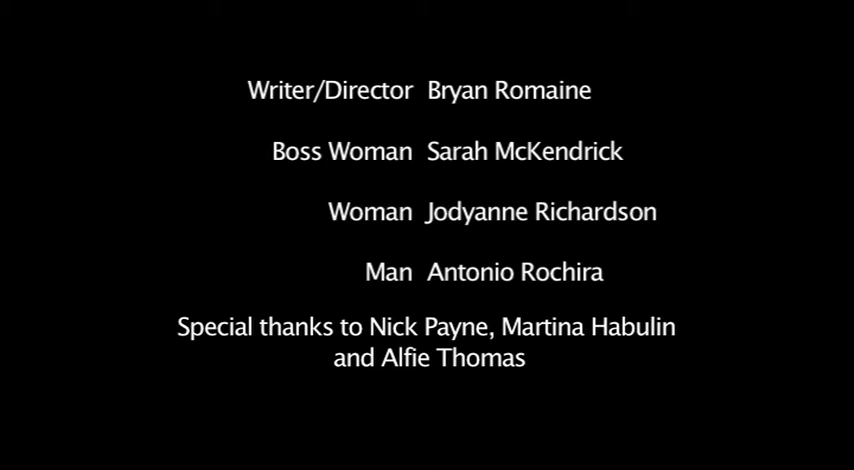 Writer/Director Bryan Romaine
Boss Woman Sarah McKendrick
Woman Jodyanne Richardson
Man Antonio Rochira
Special thanks to Nick Payne, Martina Habulin
and Alfie Thomas